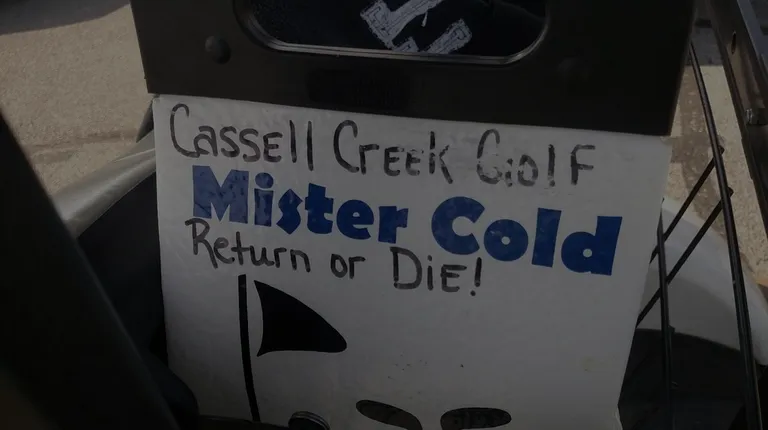 Cassell Creek Golf
Mister Cold
Return or Die!